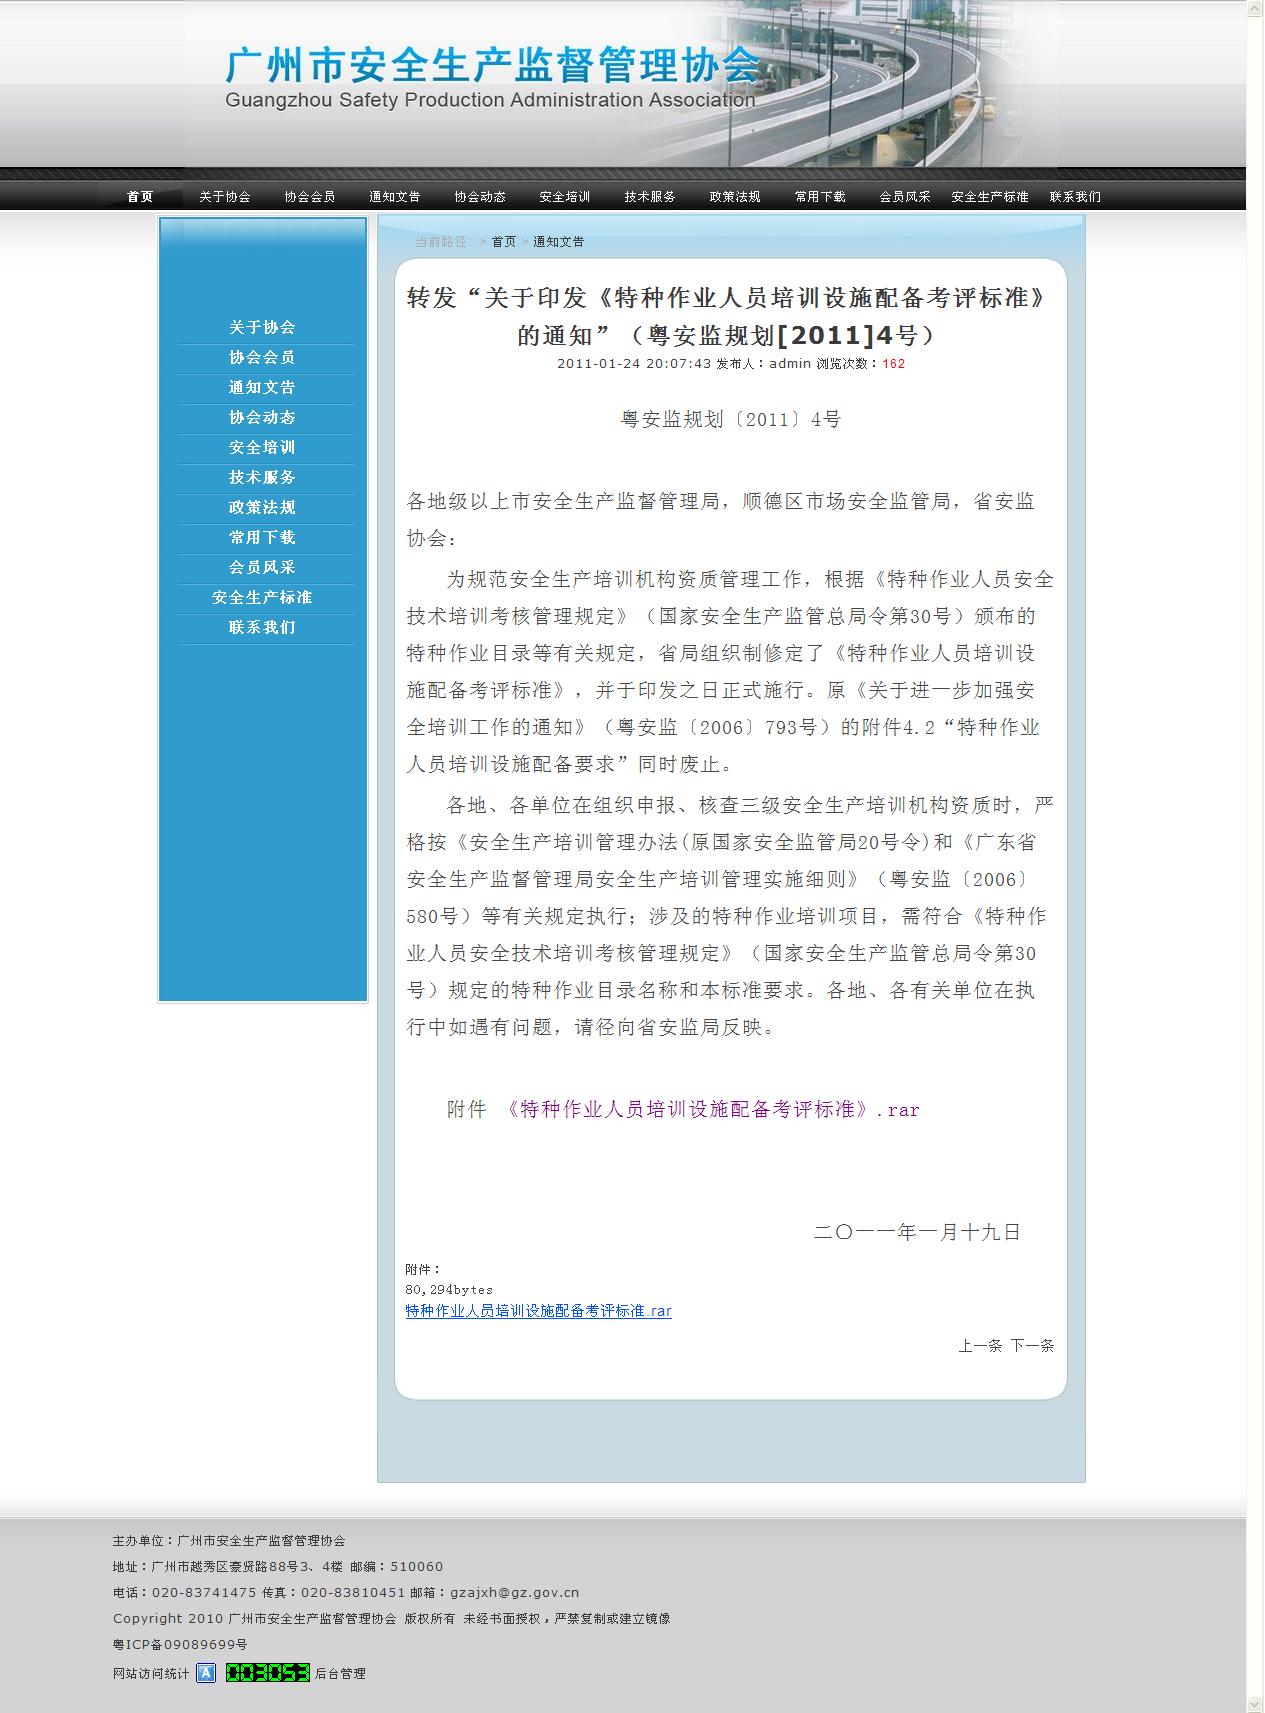 广州市安全生产监督管理协会
Guangzhou Safety Production Administration Association
首页 关于协会 协会会员 通知文告 协会动态 安全培训 技术服务 政策法规 常用下载 会员风采 安全生产标准 联系我们
关于协会
协会会员
通知文告
协会动态
安全培训
技术服务
政策法规
常用下载
会员风采
安全生产标准
联系我们
当前路径： > 首页 > 通知文告
转发“关于印发《特种作业人员培训设施配备考评标准》
的通知”（粤安监规划[2011]4号）
2011-01-24 20:07:43 发布人：admin 浏览次数：162
粤安监规划〔2011〕4号
各地级以上市安全生产监督管理局，顺德区市场安全监管局，省安监
协会：
为规范安全生产培训机构资质管理工作，根据《特种作业人员安全
技术培训考核管理规定》（国家安全生产监管总局令第30号）颁布的
特种作业目录等有关规定，省局组织制修定了《特种作业人员培训设
施配备考评标准》，并于印发之日正式施行。原《关于进一步加强安
全培训工作的通知》（粤安监〔2006〕793号）的附件4.2“特种作业
人员培训设施配备要求”同时废止。
各地、各单位在组织申报、核查三级安全生产培训机构资质时，严
格按《安全生产培训管理办法(原国家安全监管局20号令)和《广东省
安全生产监督管理局安全生产培训管理实施细则》（粤安监〔2006〕
580号）等有关规定执行；涉及的特种作业培训项目，需符合《特种作
业人员安全技术培训考核管理规定》（国家安全生产监管总局令第30
号）规定的特种作业目录名称和本标准要求。各地、各有关单位在执
行中如遇有问题，请径向省安监局反映。
附件 《特种作业人员培训设施配备考评标准》.rar
二〇一一年一月十九日
附件：
80,294bytes
特种作业人员培训设施配备考评标准.rar
上一条 下一条
主办单位：广州市安全生产监督管理协会
地址：广州市越秀区豪贤路88号3、4楼 邮编：510060
电话：020-83741475 传真：020-83810451 邮箱：gzajxh@gz.gov.cn
Copyright 2010 广州市安全生产监督管理协会 版权所有 未经书面授权，严禁复制或建立镜像
粤ICP备09089699号
网站访问统计 A 003053 后台管理